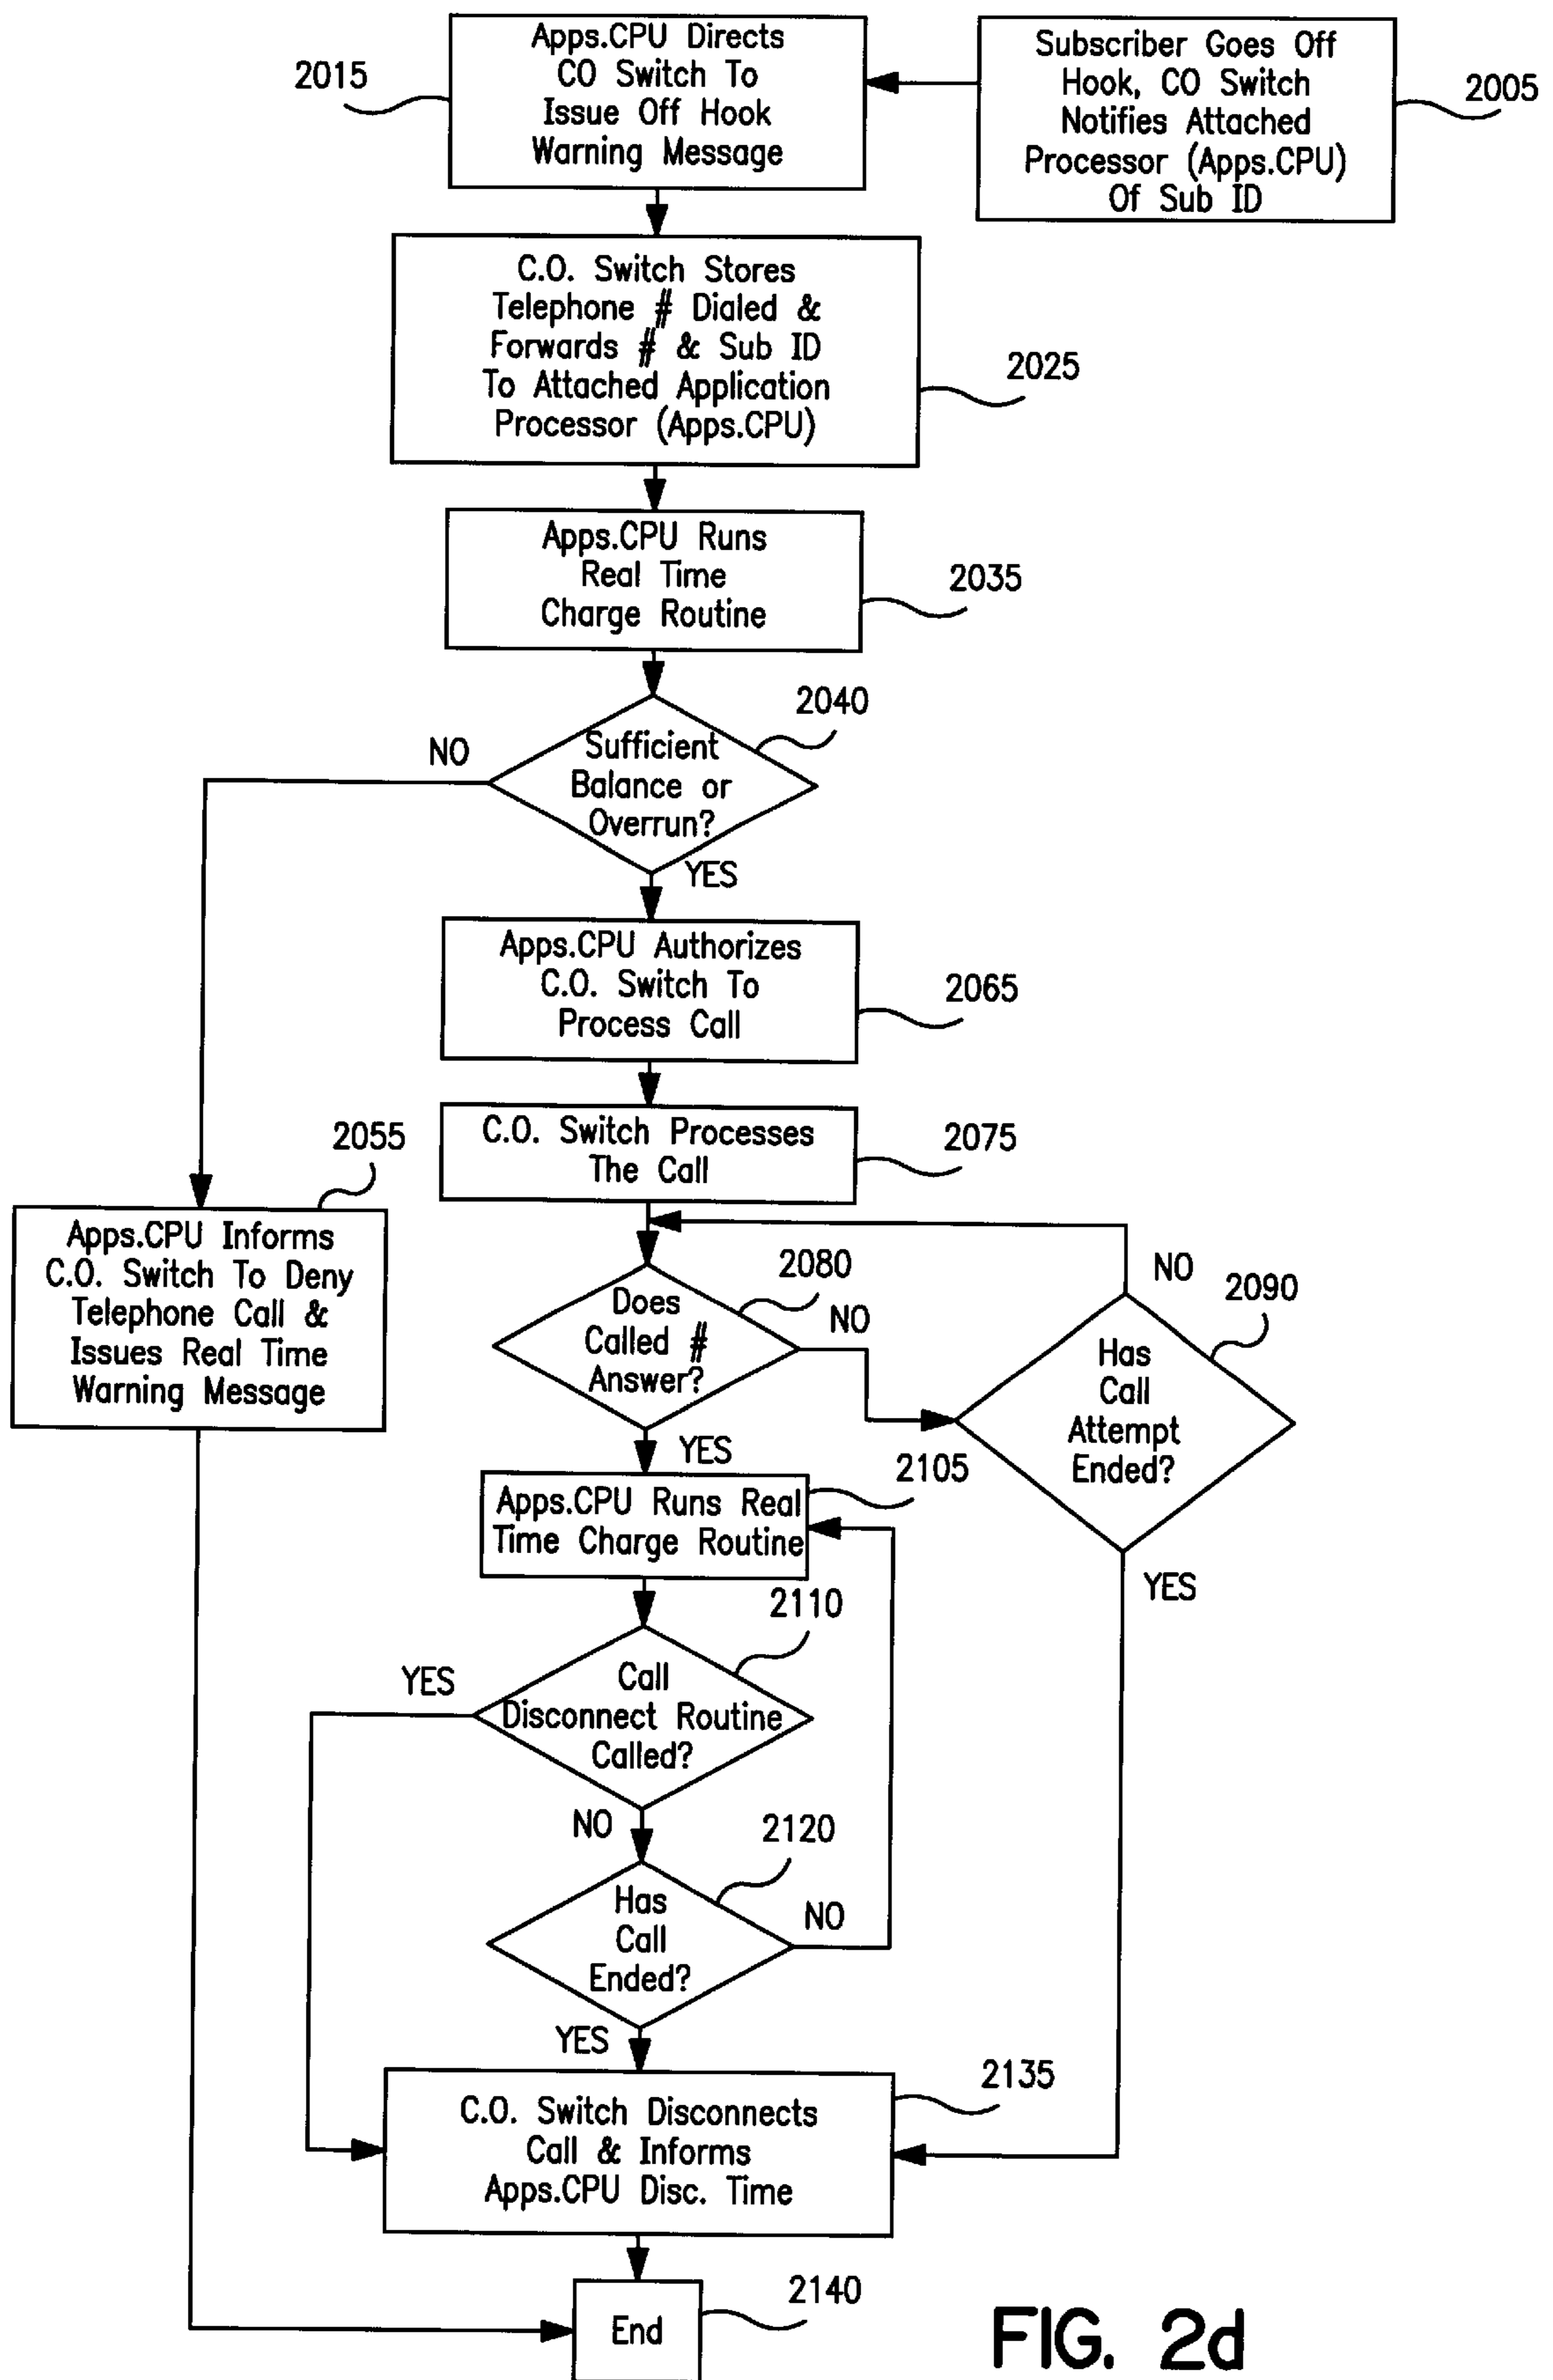 Apps.CPU Directs
CO Switch To
Issue Off Hook
Warning Message
2015
Subscriber Goes Off
Hook, CO Switch
Notifies Attached
Processor (Apps.CPU)
Of Sub ID
2005
C.O. Switch Stores
Telephone # Dialed &
Forwards # & Sub ID
To Attached Application
Processor (Apps.CPU)
2025
Apps.CPU Runs
Real Time
Charge Routine
2035
2040
NO
Sufficient
Balance or
Overrun?
YES
Apps.CPU Authorizes
C.O. Switch To
Process Call
2065
C.O. Switch Processes
The Call
2075
2055
Apps.CPU Informs
C.O. Switch To Deny
Telephone Call &
Issues Real Time
Warning Message
2080
Does
Called #
Answer?
NO
YES
NO
2090
Has
Call
Attempt
Ended?
YES
2105
Apps.CPU Runs Real
Time Charge Routine
2110
YES
Call
Disconnect Routine
Called?
NO
2120
Has
Call
Ended?
NO
YES
2135
C.O. Switch Disconnects
Call & Informs
Apps.CPU Disc. Time
2140
End
FIG. 2d